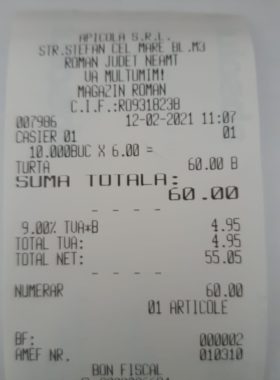 APICOLA S.R.L.
STR.STEFAN CEL MARE BL.M3
ROMAN JUDET NEAMT
VA MULTUMIM!
MAGAZIN ROMAN
C.I.F.:RO9318238
007986 12-02-2021 11:07
CASIER 01 01
10.000BUC X 6.00 =
TURTA 60.00 B
SUMA TOTALA:
60.00
- - - -
9.00% TVA*B 4.95
TOTAL TVA: 4.95
TOTAL NET: 55.05
- - - -
NUMERAR 60.00
01 ARTICOLE
BF: 000002
AMEF NR. 010310
BON FISCAL